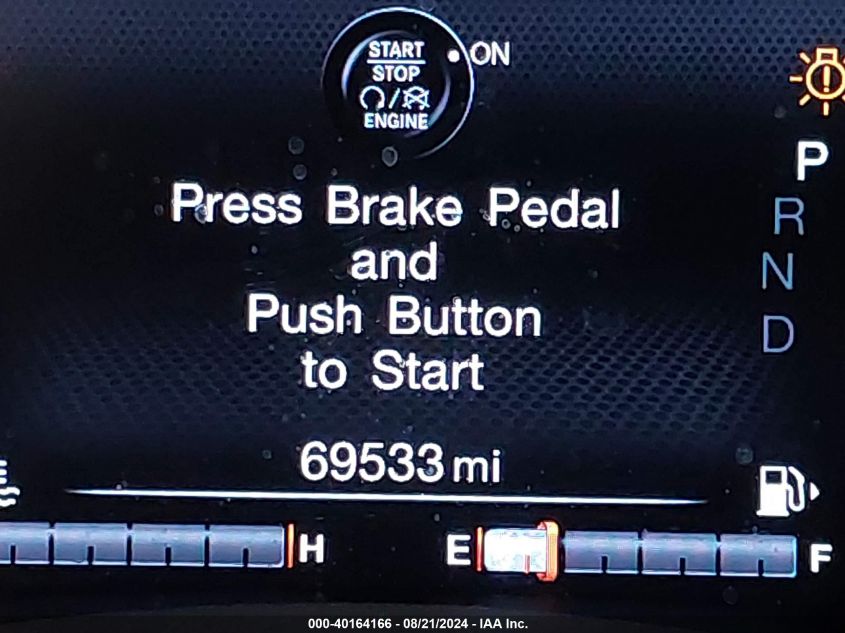 START
STOP
ENGINE
ON
P
Press Brake Pedal
R
and
N
Push Button
D
to Start
69533 mi
E
H
E
F
000-40164166 - 08/21/2024 - IAA Inc.